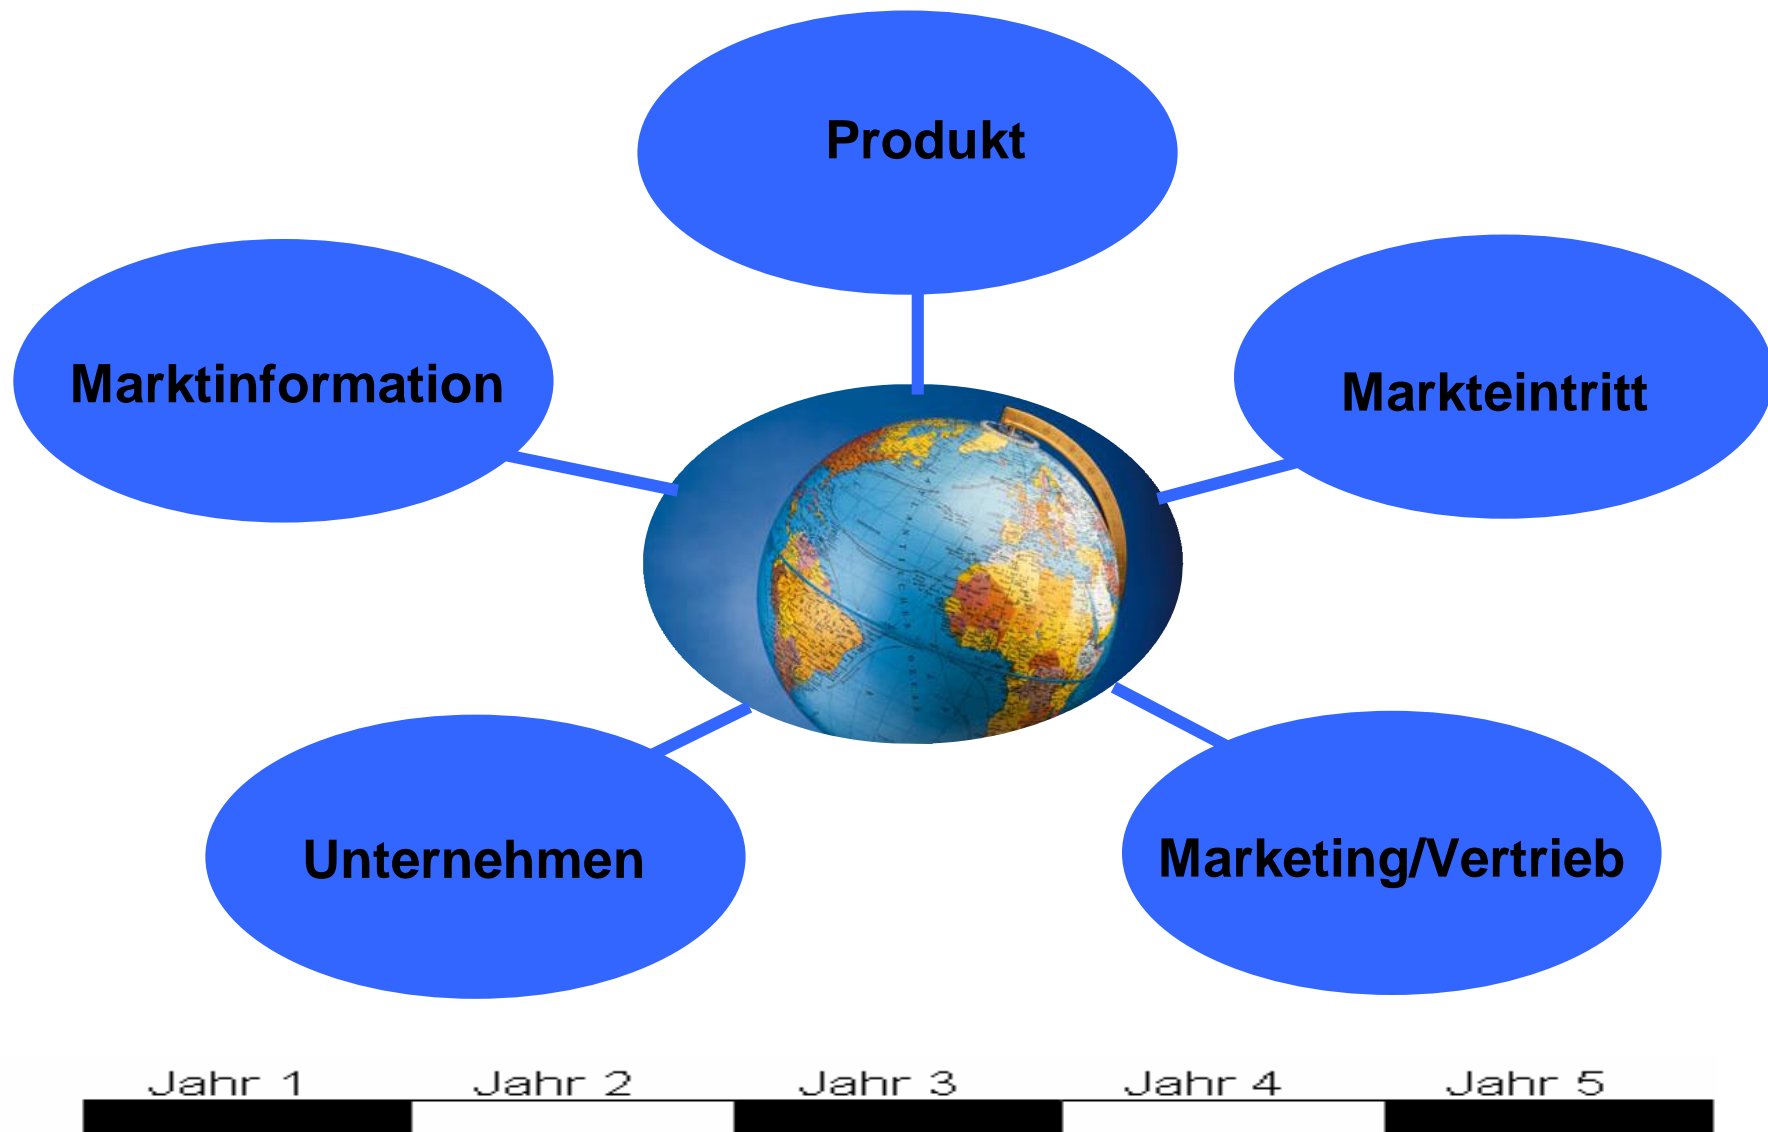 Produkt
Marktinformation
Markteintritt
Unternehmen
Marketing/Vertrieb
Jahr 1
Jahr 2
Jahr 3
Jahr 4
Jahr 5